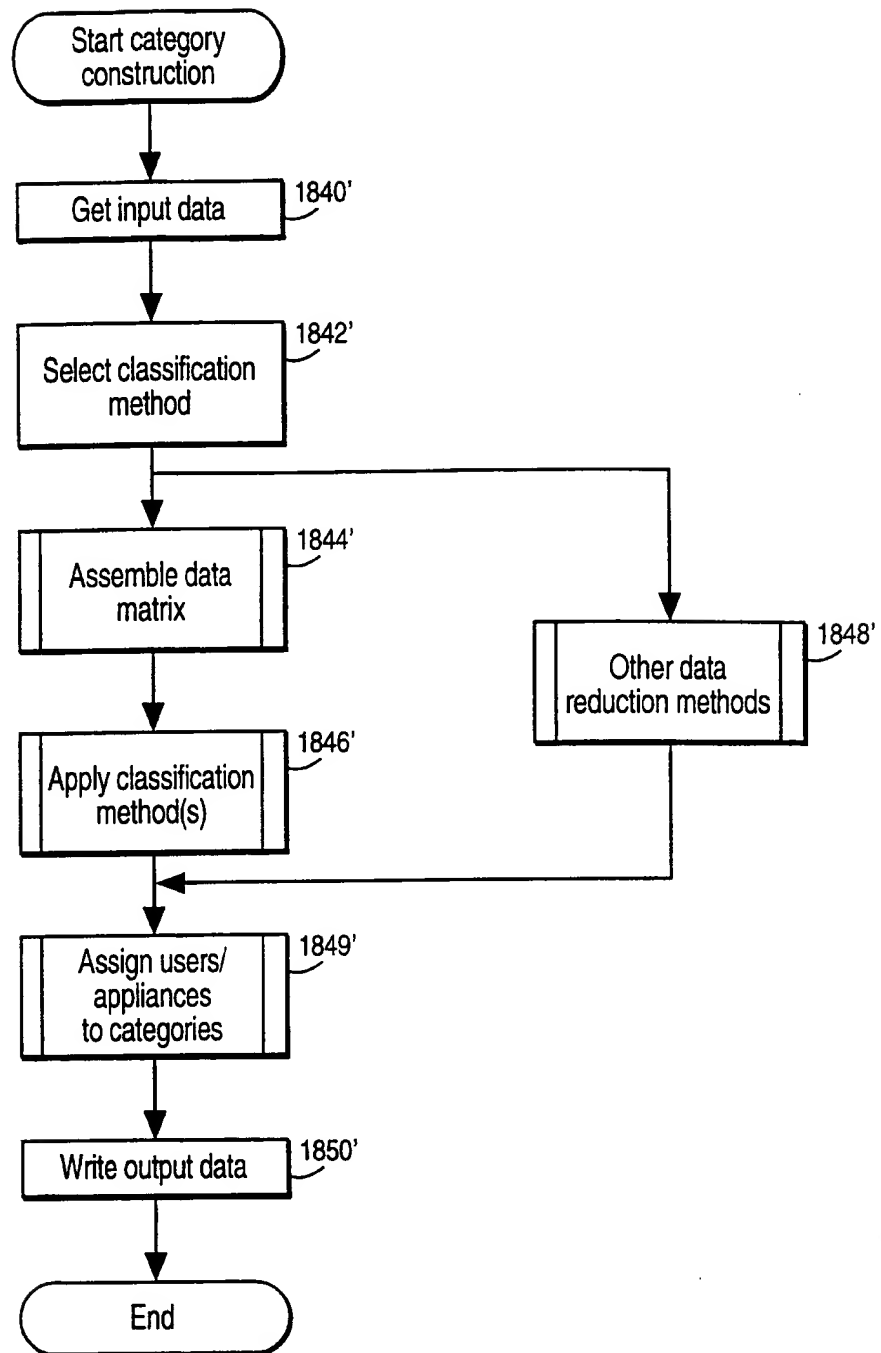 Start category
construction
Get input data
1840'
Select classification
method
1842'
Assemble data
matrix
1844'
Other data
reduction methods
1848'
Apply classification
method(s)
1846'
Assign users/
appliances
to categories
1849'
Write output data
1850'
End